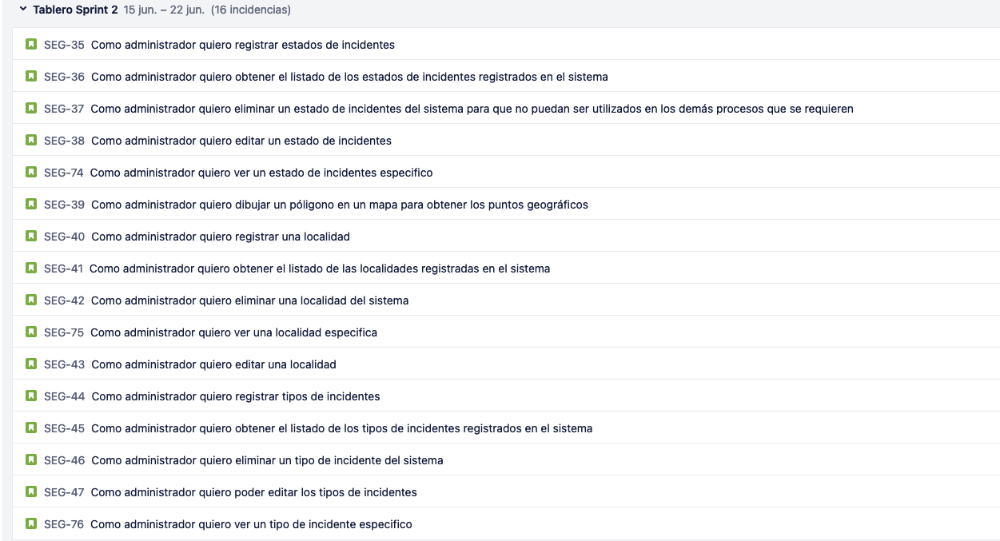 Tablero Sprint 2 15 jun. – 22 jun. (16 incidencias)
SEG-35 Como administrador quiero registrar estados de incidentes
SEG-36 Como administrador quiero obtener el listado de los estados de incidentes registrados en el sistema
SEG-37 Como administrador quiero eliminar un estado de incidentes del sistema para que no puedan ser utilizados en los demás procesos que se requieren
SEG-38 Como administrador quiero editar un estado de incidentes
SEG-74 Como administrador quiero ver un estado de incidentes especifico
SEG-39 Como administrador quiero dibujar un póligono en un mapa para obtener los puntos geográficos
SEG-40 Como administrador quiero registrar una localidad
SEG-41 Como administrador quiero obtener el listado de las localidades registradas en el sistema
SEG-42 Como administrador quiero eliminar una localidad del sistema
SEG-75 Como administrador quiero ver una localidad especifica
SEG-43 Como administrador quiero editar una localidad
SEG-44 Como administrador quiero registrar tipos de incidentes
SEG-45 Como administrador quiero obtener el listado de los tipos de incidentes registrados en el sistema
SEG-46 Como administrador quiero eliminar un tipo de incidente del sistema
SEG-47 Como administrador quiero poder editar los tipos de incidentes
SEG-76 Como administrador quiero ver un tipo de incidente especifico